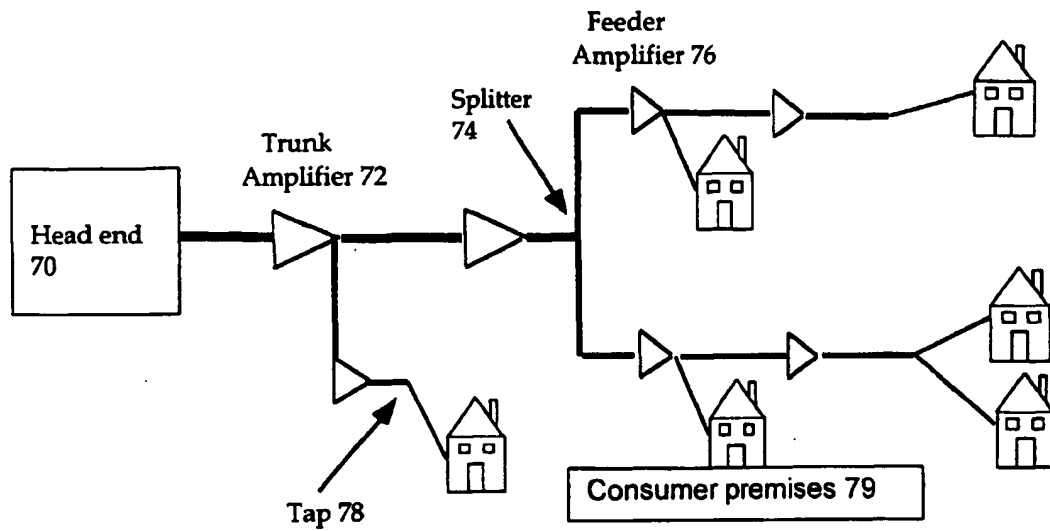 Feeder
Amplifier 76
Splitter
74
Trunk
Amplifier 72
Head end
70
Tap 78
Consumer premises 79